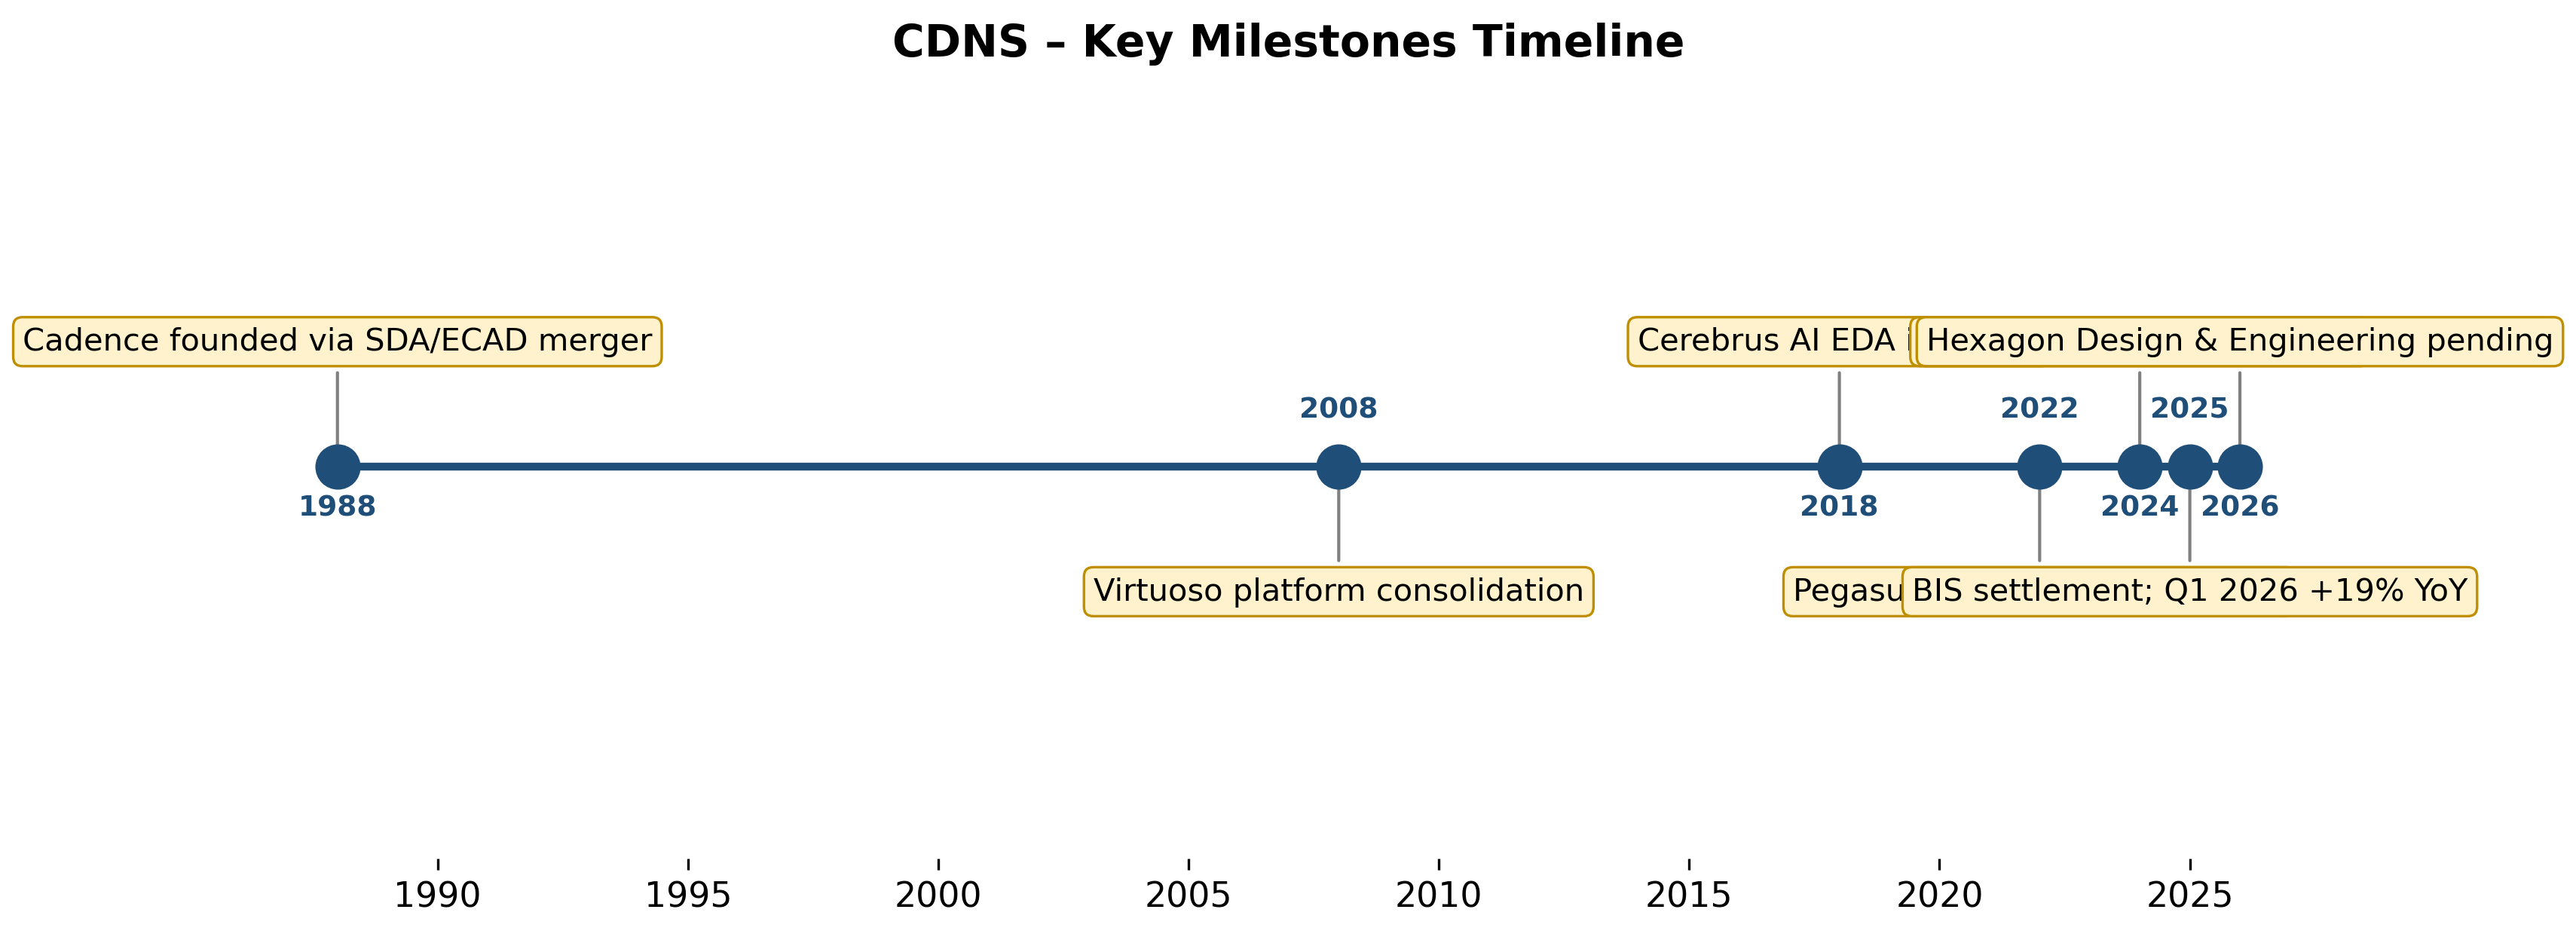 CDNS – Key Milestones Timeline
Cadence founded via SDA/ECAD merger
Cerebrus AI EDA
Hexagon Design & Engineering pending
2008
2022
2025
1988
2018
2024
2026
Virtuoso platform consolidation
BIS settlement; Q1 2026 +19% YoY
1990
1995
2000
2005
2010
2015
2020
2025